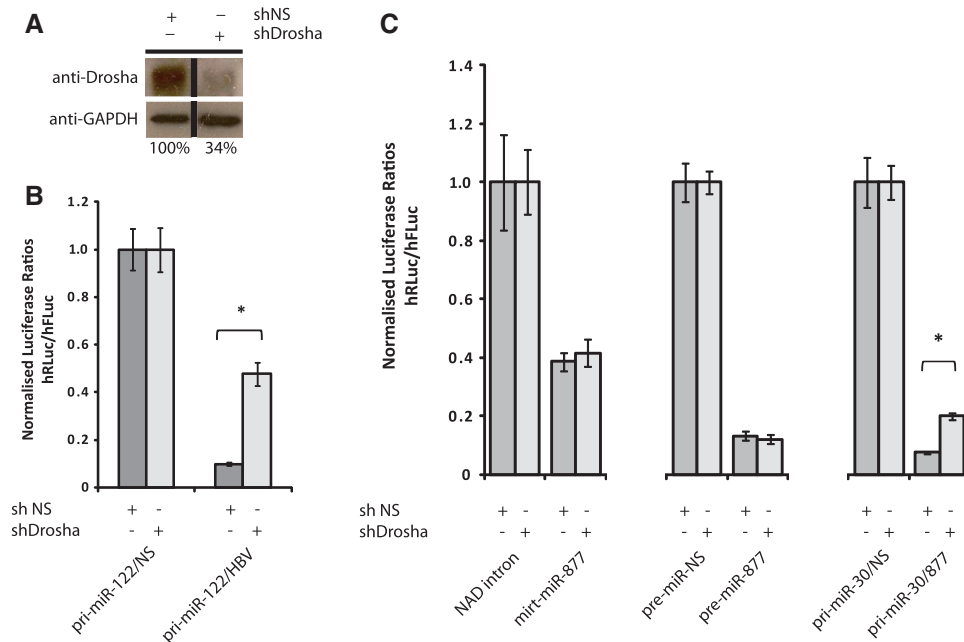 A
shNS + –
shDrosha – +
anti-Drosha
anti-GAPDH
100% 34%
B
Normalised Luciferase Ratios
hRLuc/hFLuc
1.2
1.0
0.8
0.6
0.4
0.2
0
*
sh NS + - + -
shDrosha - + - +
pri-miR-122/NS
pri-miR-122/HBV
C
Normalised Luciferase Ratios
hRLuc/hFLuc
1.4
1.2
1.0
0.8
0.6
0.4
0.2
0
*
sh NS + - + - + - + - + - + -
shDrosha - + - + - + - + - + - +
NAD intron
mirt-miR-877
pre-miR-NS
pre-miR-877
pri-miR-30/NS
pri-miR-30/877